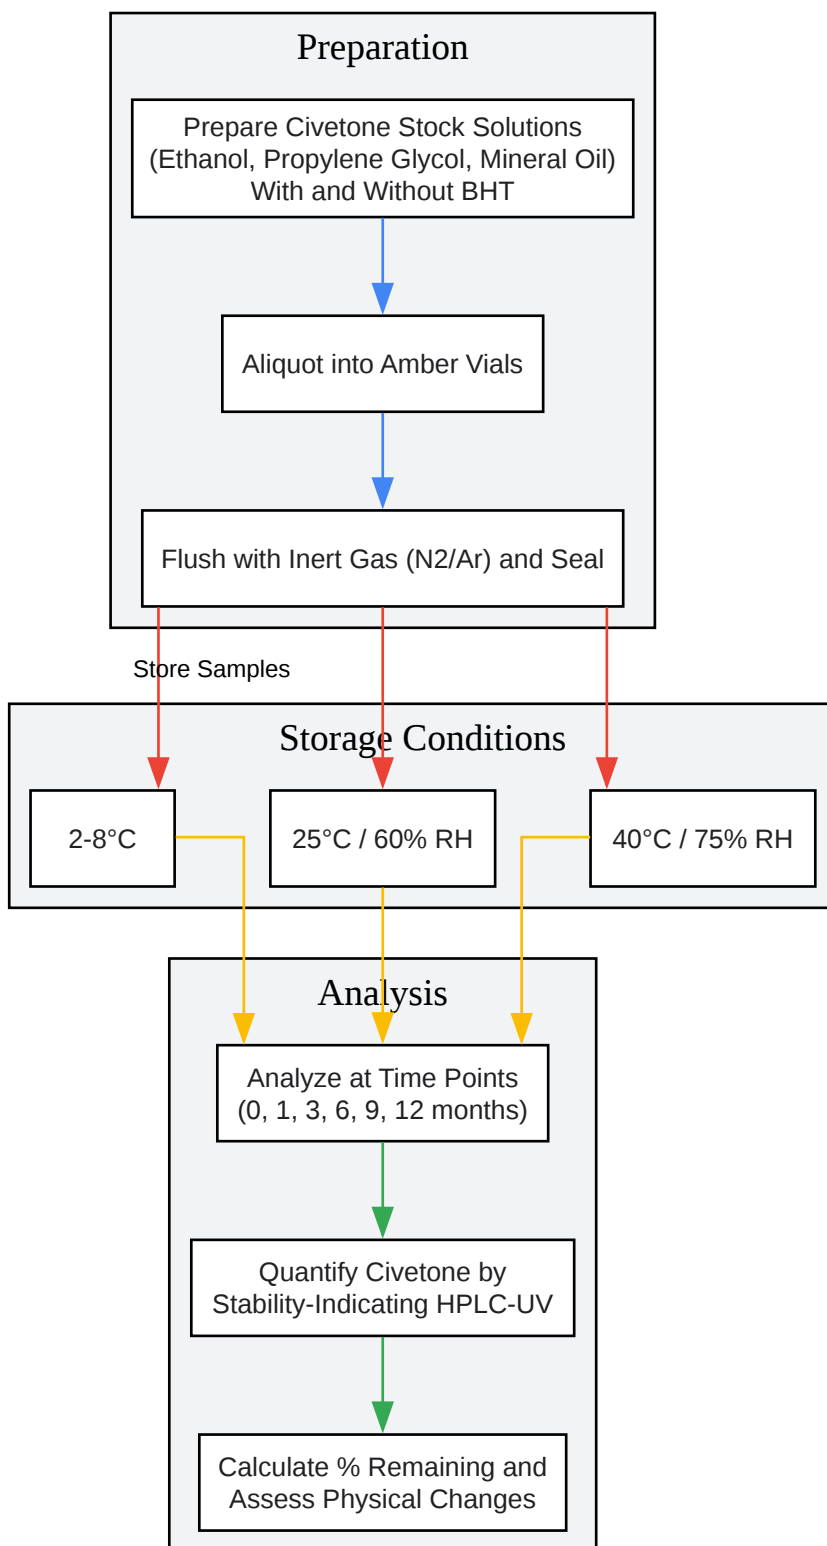 Preparation
Prepare Civetone Stock Solutions
(Ethanol, Propylene Glycol, Mineral Oil)
With and Without BHT
Aliquot into Amber Vials
Flush with Inert Gas (N2/Ar) and Seal
Store Samples
Storage Conditions
2-8°C
25°C / 60% RH
40°C / 75% RH
Analysis
Analyze at Time Points
(0, 1, 3, 6, 9, 12 months)
Quantify Civetone by
Stability-Indicating HPLC-UV
Calculate % Remaining and
Assess Physical Changes